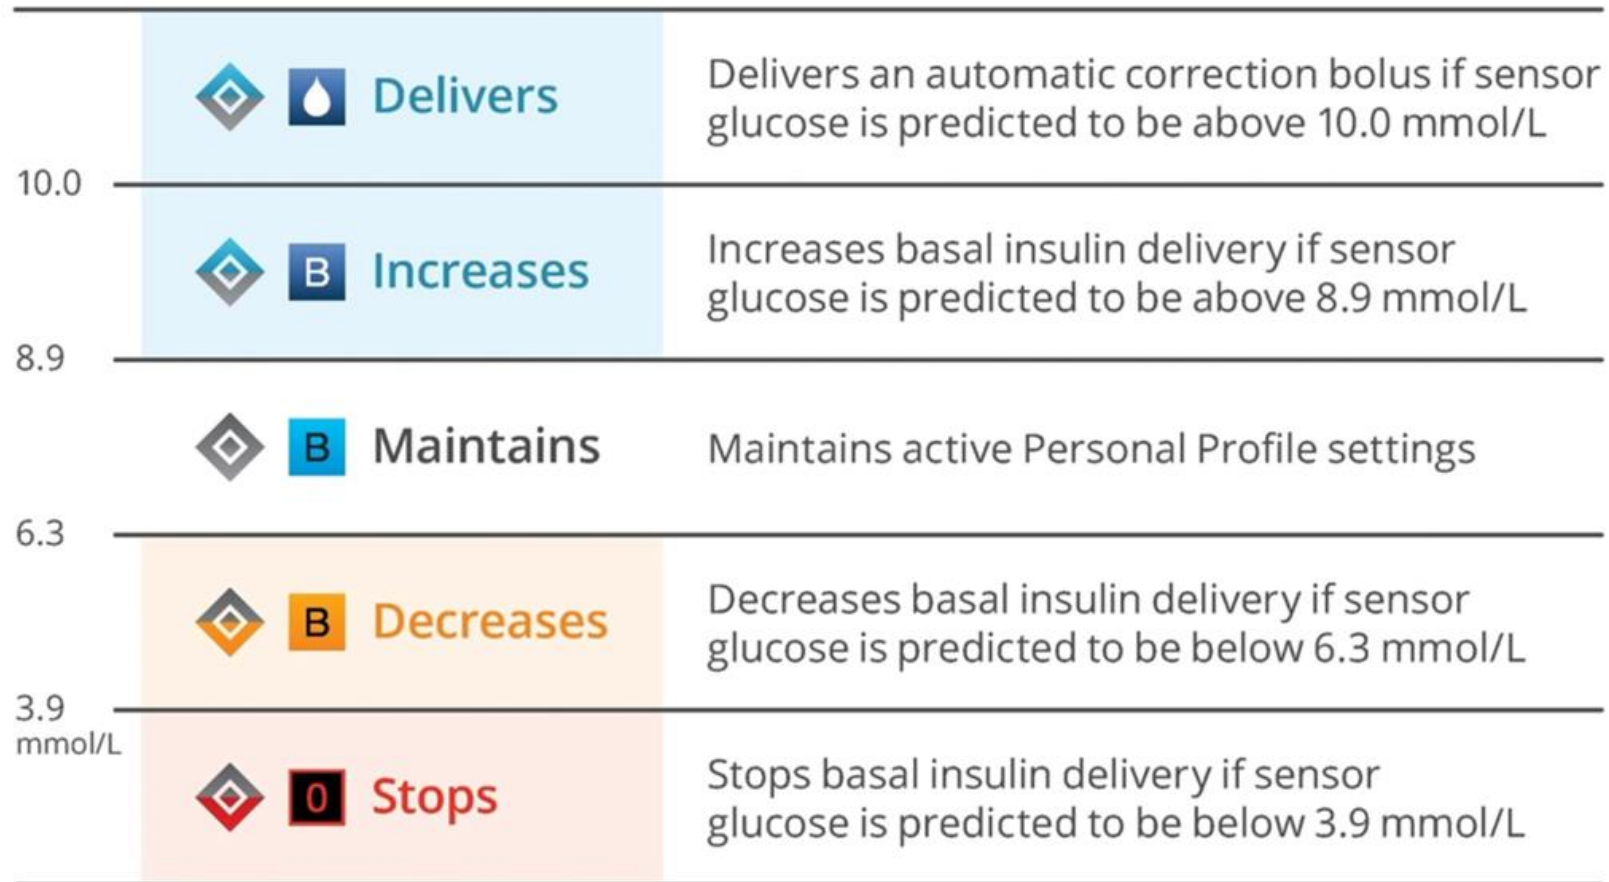 Delivers
Delivers an automatic correction bolus if sensor
glucose is predicted to be above 10.0 mmol/L
10.0
B
Increases
Increases basal insulin delivery if sensor
glucose is predicted to be above 8.9 mmol/L
8.9
B
Maintains
Maintains active Personal Profile settings
6.3
B
Decreases
Decreases basal insulin delivery if sensor
glucose is predicted to be below 6.3 mmol/L
3.9
mmol/L
0
Stops
Stops basal insulin delivery if sensor
glucose is predicted to be below 3.9 mmol/L